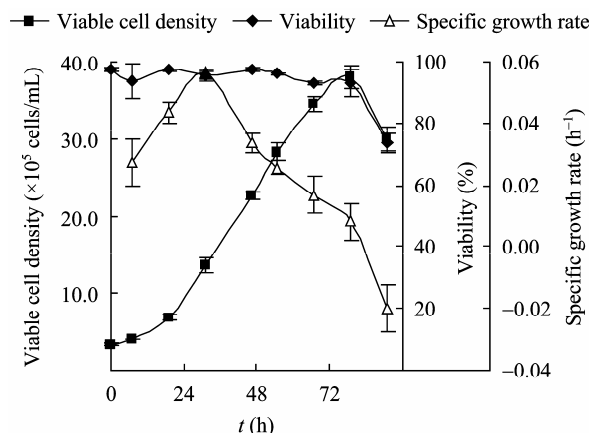 Viable cell density Viability Specific growth rate
40.0 100 0.06
80 0.04
30.0
60 0.02
20.0
40 0.00
10.0
20 −0.02
−0.04
0 24 48 72
t (h)
Viable cell density (×10⁵ cells/mL)
Viability (%)
Specific growth rate (h⁻¹)